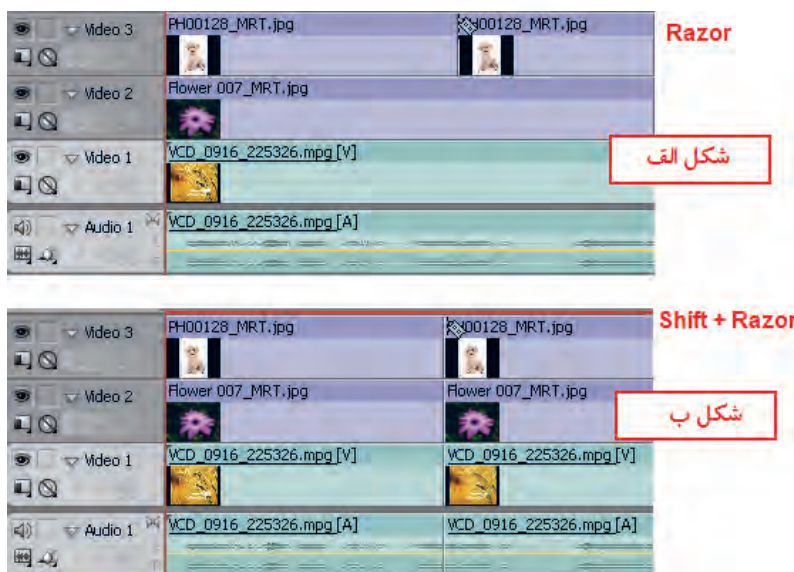 PH00128_MRT.jpg
00128_MRT.jpg
Razor
Video 3
Flower 007_MRT.jpg
Video 2
VCD_0916_225326.mpg [V]
Video 1
شکل الف
VCD_0916_225326.mpg [A]
Audio 1
PH00128_MRT.jpg
00128_MRT.jpg
Shift + Razor
Video 3
Flower 007_MRT.jpg
Flower 007_MRT.jpg
Video 2
شکل ب
VCD_0916_225326.mpg [V]
VCD_0916_225326.mpg [V]
Video 1
VCD_0916_225326.mpg [A]
VCD_0916_225326.mpg [A]
Audio 1